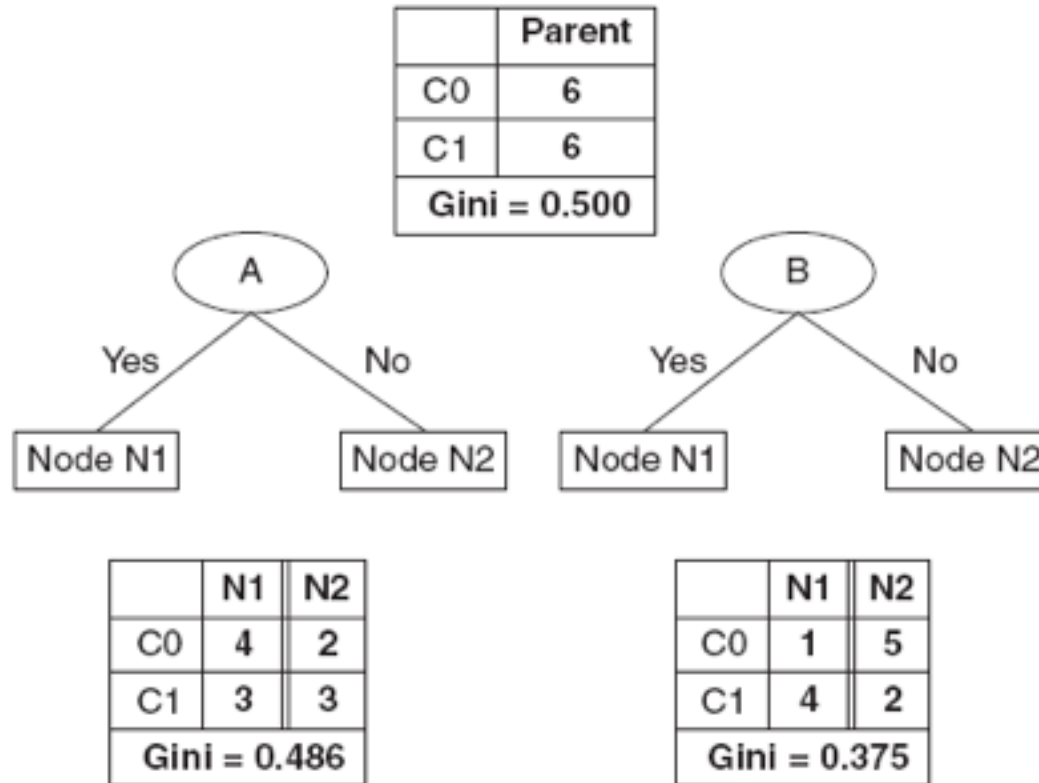 Parent
C0 6
C1 6
Gini = 0.500
A B
Yes No Yes No
Node N1 Node N2 Node N1 Node N2
N1 N2
C0 4 2
C1 3 3
Gini = 0.486
N1 N2
C0 1 5
C1 4 2
Gini = 0.375